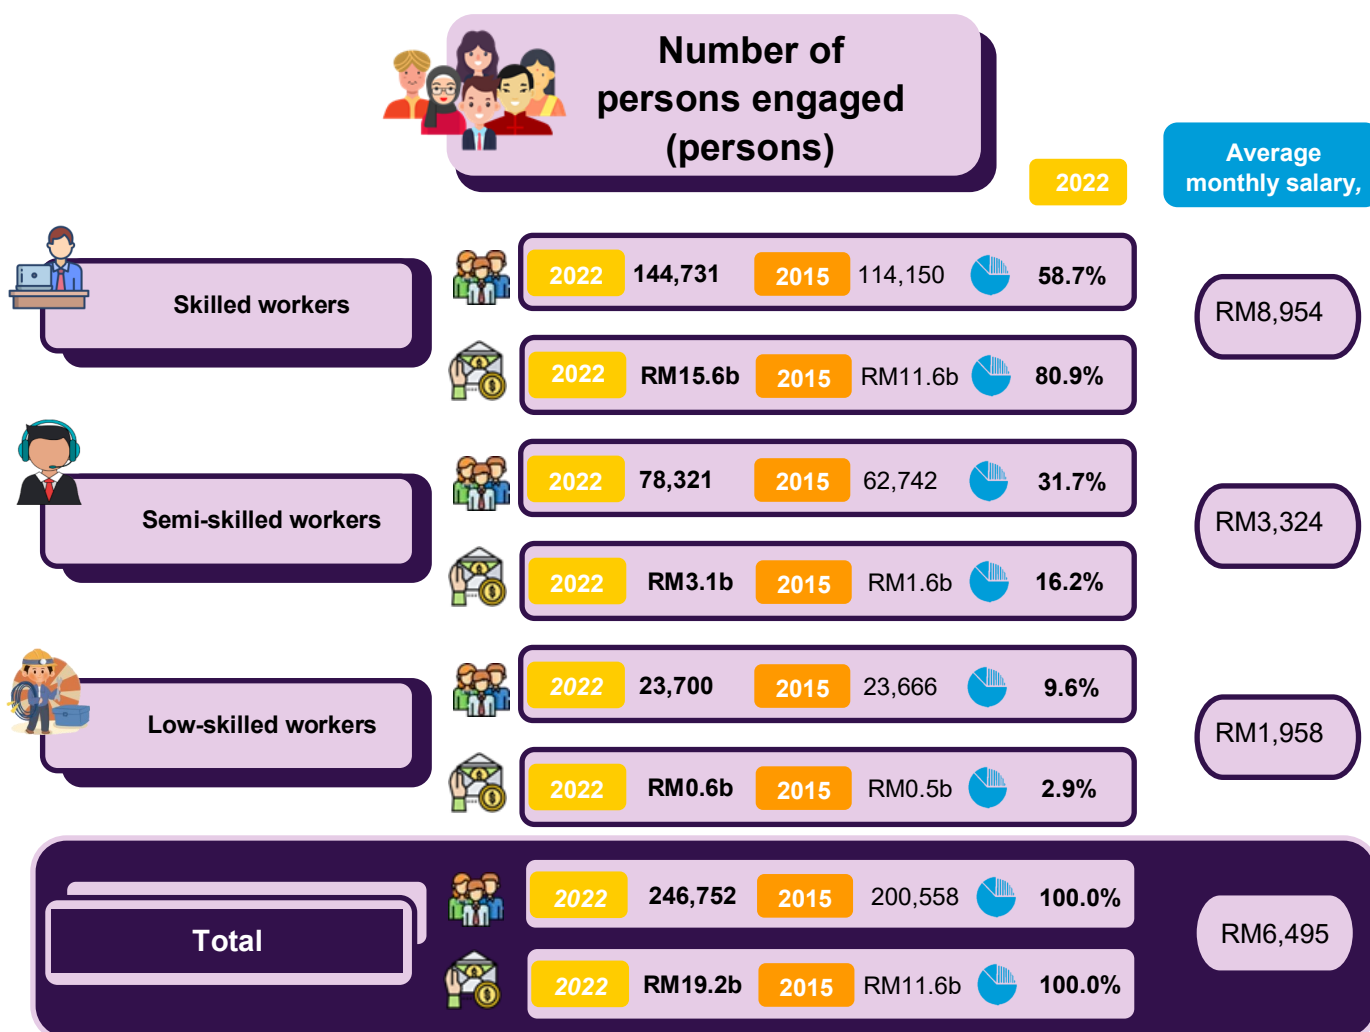 Number of
persons engaged
(persons)
2022
Average
monthly salary,
Skilled workers
2022 144,731 2015 114,150 58.7%
2022 RM15.6b 2015 RM11.6b 80.9%
RM8,954
Semi-skilled workers
2022 78,321 2015 62,742 31.7%
2022 RM3.1b 2015 RM1.6b 16.2%
RM3,324
Low-skilled workers
2022 23,700 2015 23,666 9.6%
2022 RM0.6b 2015 RM0.5b 2.9%
RM1,958
Total
2022 246,752 2015 200,558 100.0%
2022 RM19.2b 2015 RM11.6b 100.0%
RM6,495